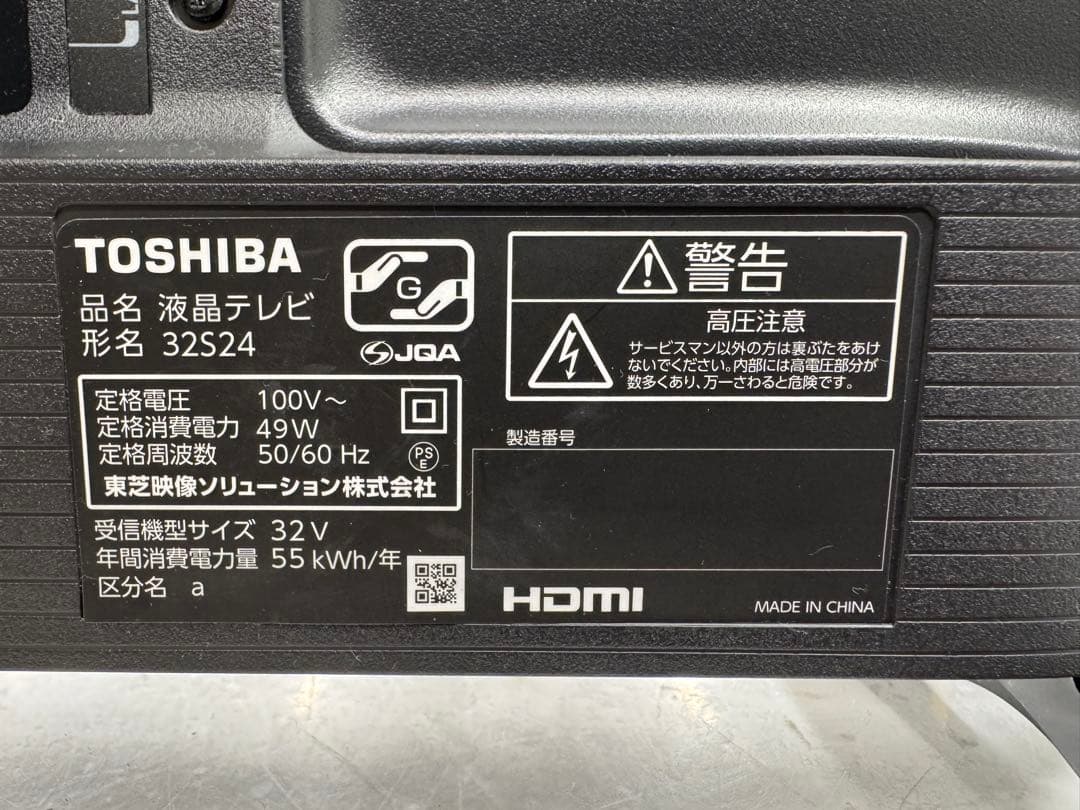 TOSHIBA
品名 液晶テレビ
形名 32S24
G
JQA
定格電圧 100V～
定格消費電力 49W
定格周波数 50/60 Hz
PS
E
東芝映像ソリューション株式会社
受信機型サイズ 32V
年間消費電力量 55kWh/年
区分名 a
警告
高圧注意
サービスマン以外の方は裏ぶたをあけ
ないでください。内部には高電圧部分が
数多くあり、万一さわると危険です。
製造番号
HDMI
MADE IN CHINA